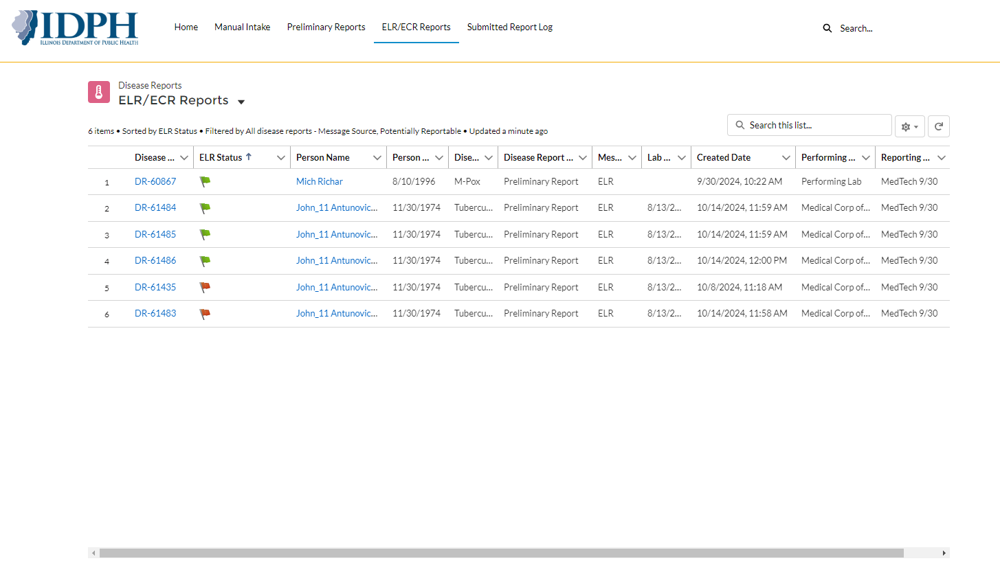 IDPH
ILLINOIS DEPARTMENT OF PUBLIC HEALTH
Home Manual Intake Preliminary Reports ELR/ECR Reports Submitted Report Log Search...
Disease Reports
ELR/ECR Reports
6 items • Sorted by ELR Status • Filtered by All disease reports - Message Source, Potentially Reportable • Updated a minute ago
Search this list...
Disease ... ELR Status Person Name Person ... Dise... Disease Report ... Mes... Lab ... Created Date Performing ... Reporting ...
1 DR-60867 Mich Richar 8/10/1996 M-Pox Preliminary Report ELR 9/30/2024, 10:22 AM Performing Lab MedTech 9/30
2 DR-61484 John_11 Antunovic... 11/30/1974 Tubercu... Preliminary Report ELR 8/13/2... 10/14/2024, 11:59 AM Medical Corp of... MedTech 9/30
3 DR-61485 John_11 Antunovic... 11/30/1974 Tubercu... Preliminary Report ELR 8/13/2... 10/14/2024, 11:59 AM Medical Corp of... MedTech 9/30
4 DR-61486 John_11 Antunovic... 11/30/1974 Tubercu... Preliminary Report ELR 8/13/2... 10/14/2024, 12:00 PM Medical Corp of... MedTech 9/30
5 DR-61435 John_11 Antunovic... 11/30/1974 Tubercu... Preliminary Report ELR 8/13/2... 10/8/2024, 11:18 AM Medical Corp of... MedTech 9/30
6 DR-61483 John_11 Antunovic... 11/30/1974 Tubercu... Preliminary Report ELR 8/13/2... 10/14/2024, 11:58 AM Medical Corp of... MedTech 9/30